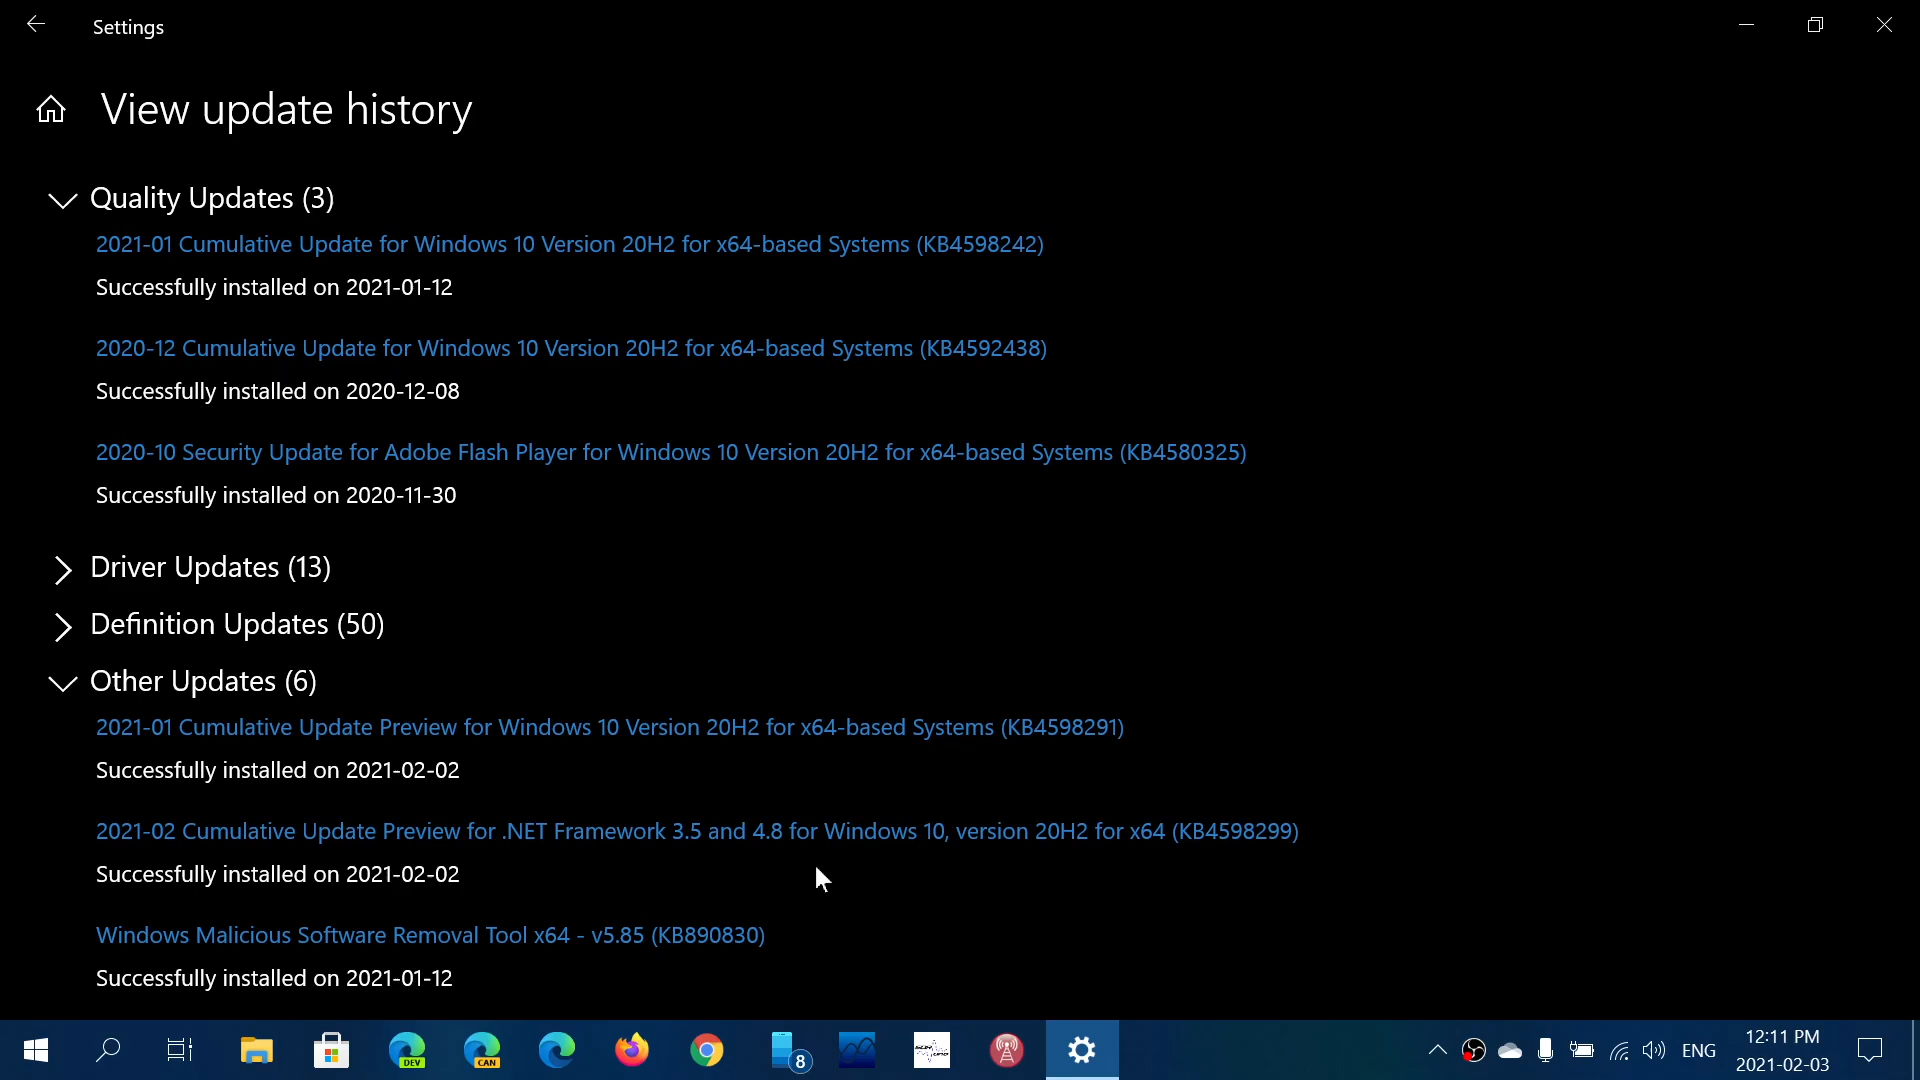 Settings
View update history
Quality Updates (3)
2021-01 Cumulative Update for Windows 10 Version 20H2 for x64-based Systems (KB4598242)
Successfully installed on 2021-01-12
2020-12 Cumulative Update for Windows 10 Version 20H2 for x64-based Systems (KB4592438)
Successfully installed on 2020-12-08
2020-10 Security Update for Adobe Flash Player for Windows 10 Version 20H2 for x64-based Systems (KB4580325)
Successfully installed on 2020-11-30
Driver Updates (13)
Definition Updates (50)
Other Updates (6)
2021-01 Cumulative Update Preview for Windows 10 Version 20H2 for x64-based Systems (KB4598291)
Successfully installed on 2021-02-02
2021-02 Cumulative Update Preview for .NET Framework 3.5 and 4.8 for Windows 10, version 20H2 for x64 (KB4598299)
Successfully installed on 2021-02-02
Windows Malicious Software Removal Tool x64 - v5.85 (KB890830)
Successfully installed on 2021-01-12
DEV
CAN
8
ENG
12:11 PM
2021-02-03